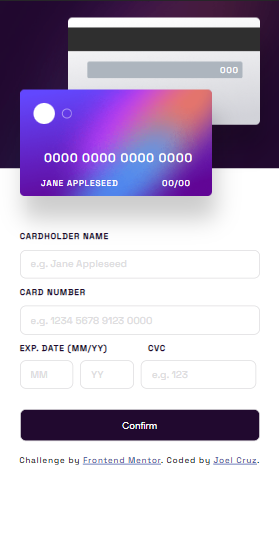 000
0000 0000 0000 0000
JANE APPLESEED 00/00
CARDHOLDER NAME
e.g. Jane Appleseed
CARD NUMBER
e.g. 1234 5678 9123 0000
EXP. DATE (MM/YY) CVC
MM YY e.g. 123
Confirm
Challenge by Frontend Mentor. Coded by Joel Cruz.